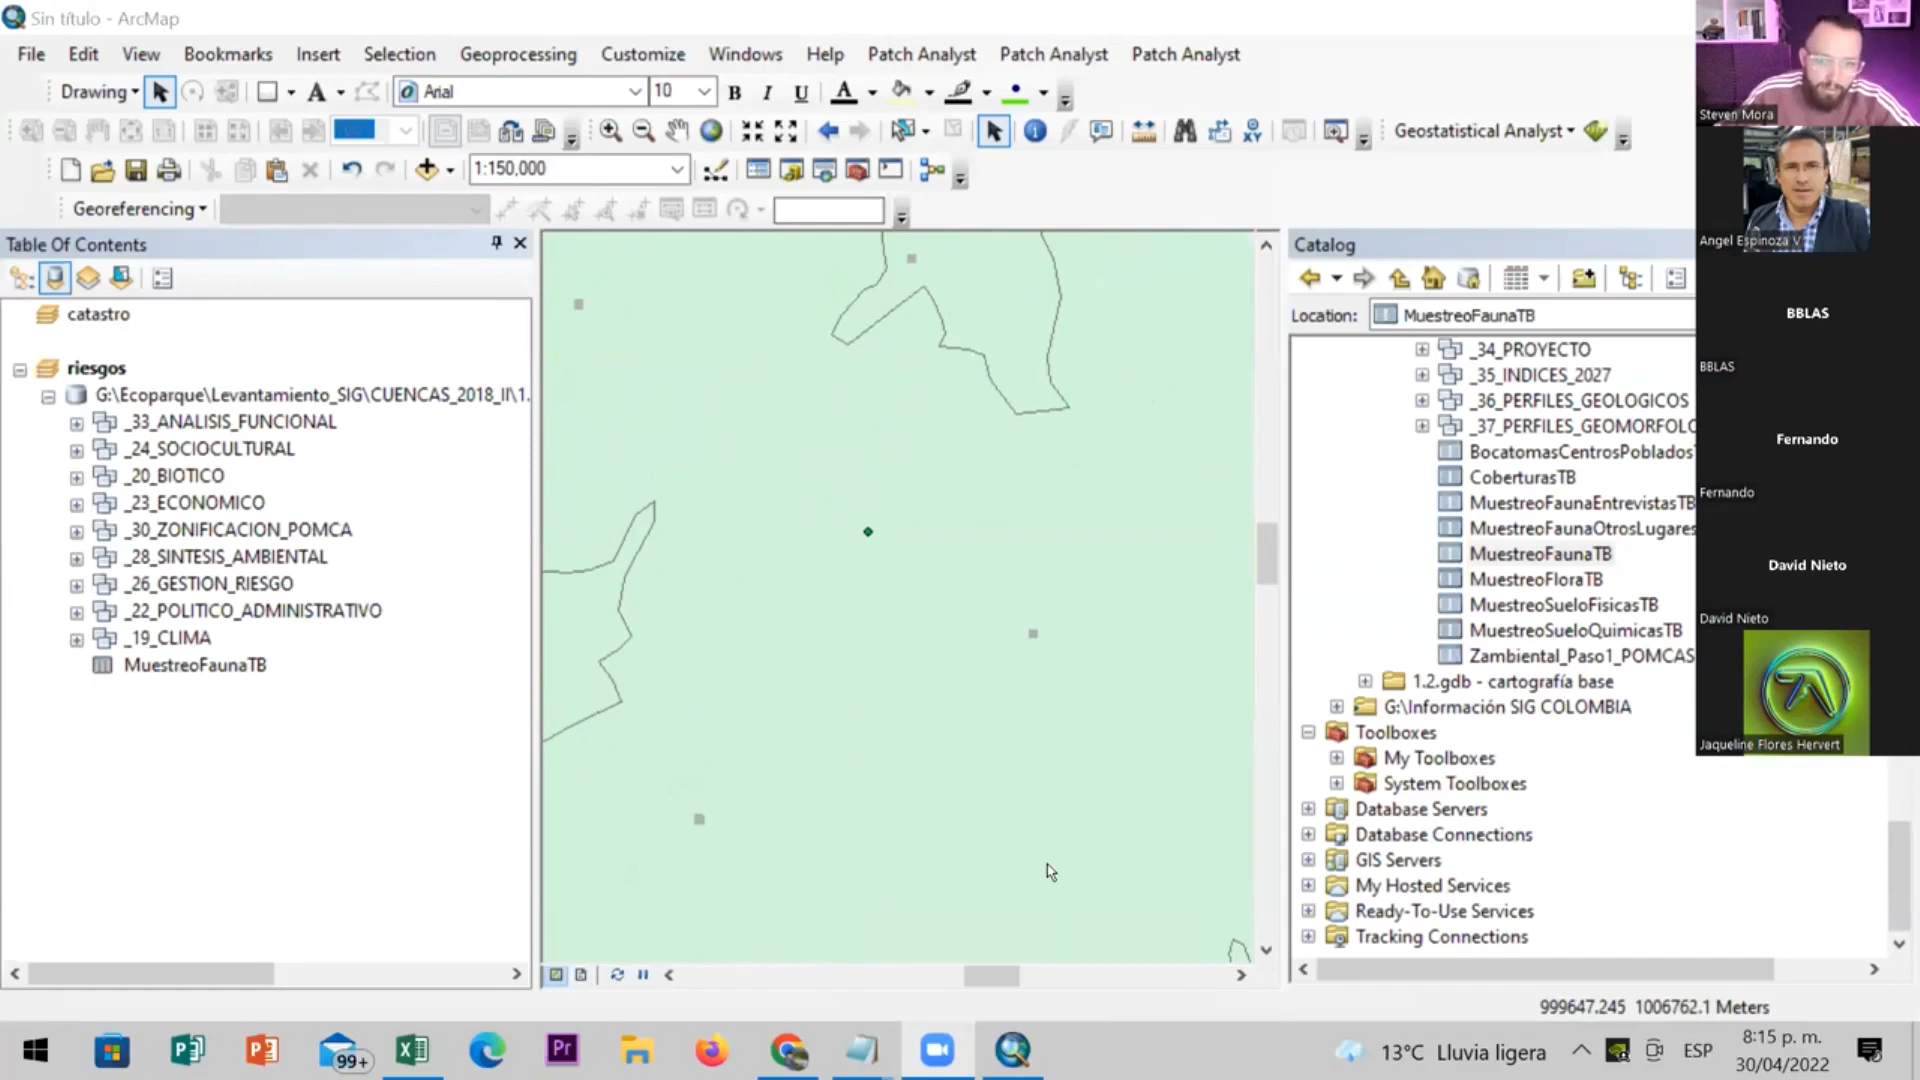 Sin título - ArcMap
File Edit View Bookmarks Insert Selection Geoprocessing Customize Windows Help Patch Analyst Patch Analyst Patch Analyst
Drawing Arial 10 B I U A
Geostatistical Analyst
1:150,000
Georeferencing
Table Of Contents
catastro
riesgos
G:\Ecoparque\Levantamiento_SIG\CUENCAS_2018_II\1.
_33_ANALISIS_FUNCIONAL
_24_SOCIOCULTURAL
_20_BIOTICO
_23_ECONOMICO
_30_ZONIFICACION_POMCA
_28_SINTESIS_AMBIENTAL
_26_GESTION_RIESGO
_22_POLITICO_ADMINISTRATIVO
_19_CLIMA
MuestreoFaunaTB
Catalog
Location: MuestreoFaunaTB
_34_PROYECTO
_35_INDICES_2027
_36_PERFILES_GEOLOGICOS
_37_PERFILES_GEOMORFOLO
BocatomasCentrosPoblados
CoberturasTB
MuestreoFaunaEntrevistasTB
MuestreoFaunaOtrosLugares
MuestreoFaunaTB
MuestreoFloraTB
MuestreoSueloFisicasTB
MuestreoSueloQuimicasTB
Zambiental_Paso1_POMCAS
1.2.gdb - cartografía base
G:\Información SIG COLOMBIA
Toolboxes
My Toolboxes
System Toolboxes
Database Servers
Database Connections
GIS Servers
My Hosted Services
Ready-To-Use Services
Tracking Connections
Steven Mora
Angel Espinoza V
BBLAS
BBLAS
Fernando
Fernando
David Nieto
David Nieto
Jaqueline Flores Hervert
999647.245 1006762.1 Meters
99+
Pr
13°C Lluvia ligera
ESP
8:15 p. m.
30/04/2022